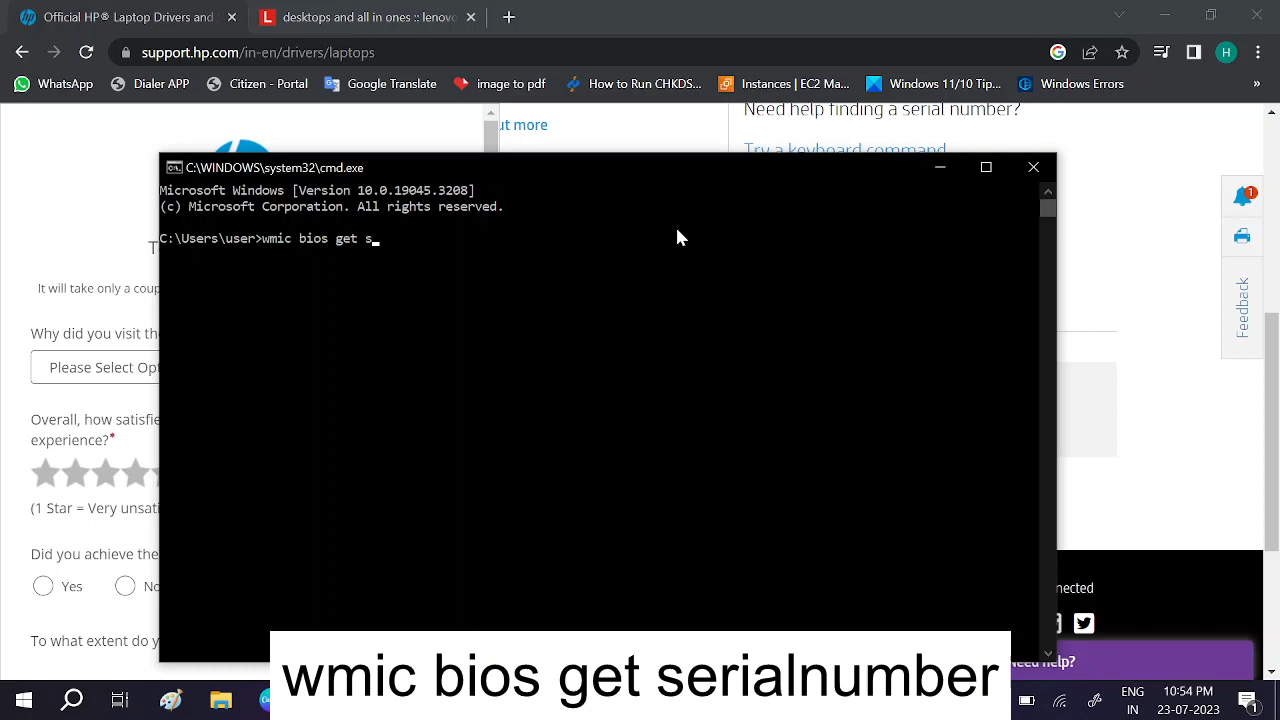 Official HP® Laptop Drivers and
desktops and all in ones :: lenovo
support.hp.com/in-en/drivers/laptops
H
WhatsApp
Dialer APP
Citizen - Portal
Google Translate
image to pdf
How to Run CHKDS...
Instances | EC2 Ma...
Windows 11/10 Tip...
Windows Errors
»
ut more
Need help finding a serial number?
Try a keyboard command
C:\WINDOWS\system32\cmd.exe
Microsoft Windows [Version 10.0.19045.3208]
(c) Microsoft Corporation. All rights reserved.
C:\Users\user>wmic bios get s
It will take only a coup
Why did you visit th
Please Select Opt
Overall, how satisfie
experience?*
(1 Star = Very unsati
Did you achieve the
Yes
No
To what extent do y
1
Feedback
nected
Need help?
wmic bios get serialnumber
ENG
IN
10:54 PM
23-07-2023
1